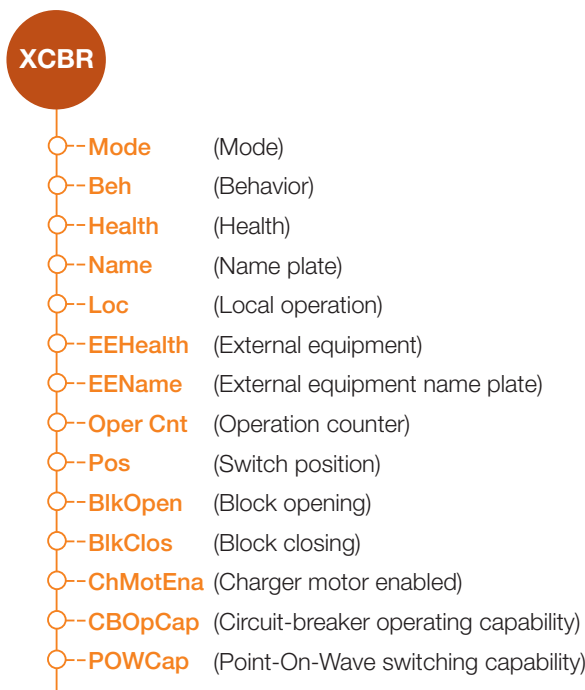 XCBR
Mode (Mode)
Beh (Behavior)
Health (Health)
Name (Name plate)
Loc (Local operation)
EEHealth (External equipment)
EEName (External equipment name plate)
Oper Cnt (Operation counter)
Pos (Switch position)
BlkOpen (Block opening)
BlkClos (Block closing)
ChMotEna (Charger motor enabled)
CBOpCap (Circuit-breaker operating capability)
POWCap (Point-On-Wave switching capability)